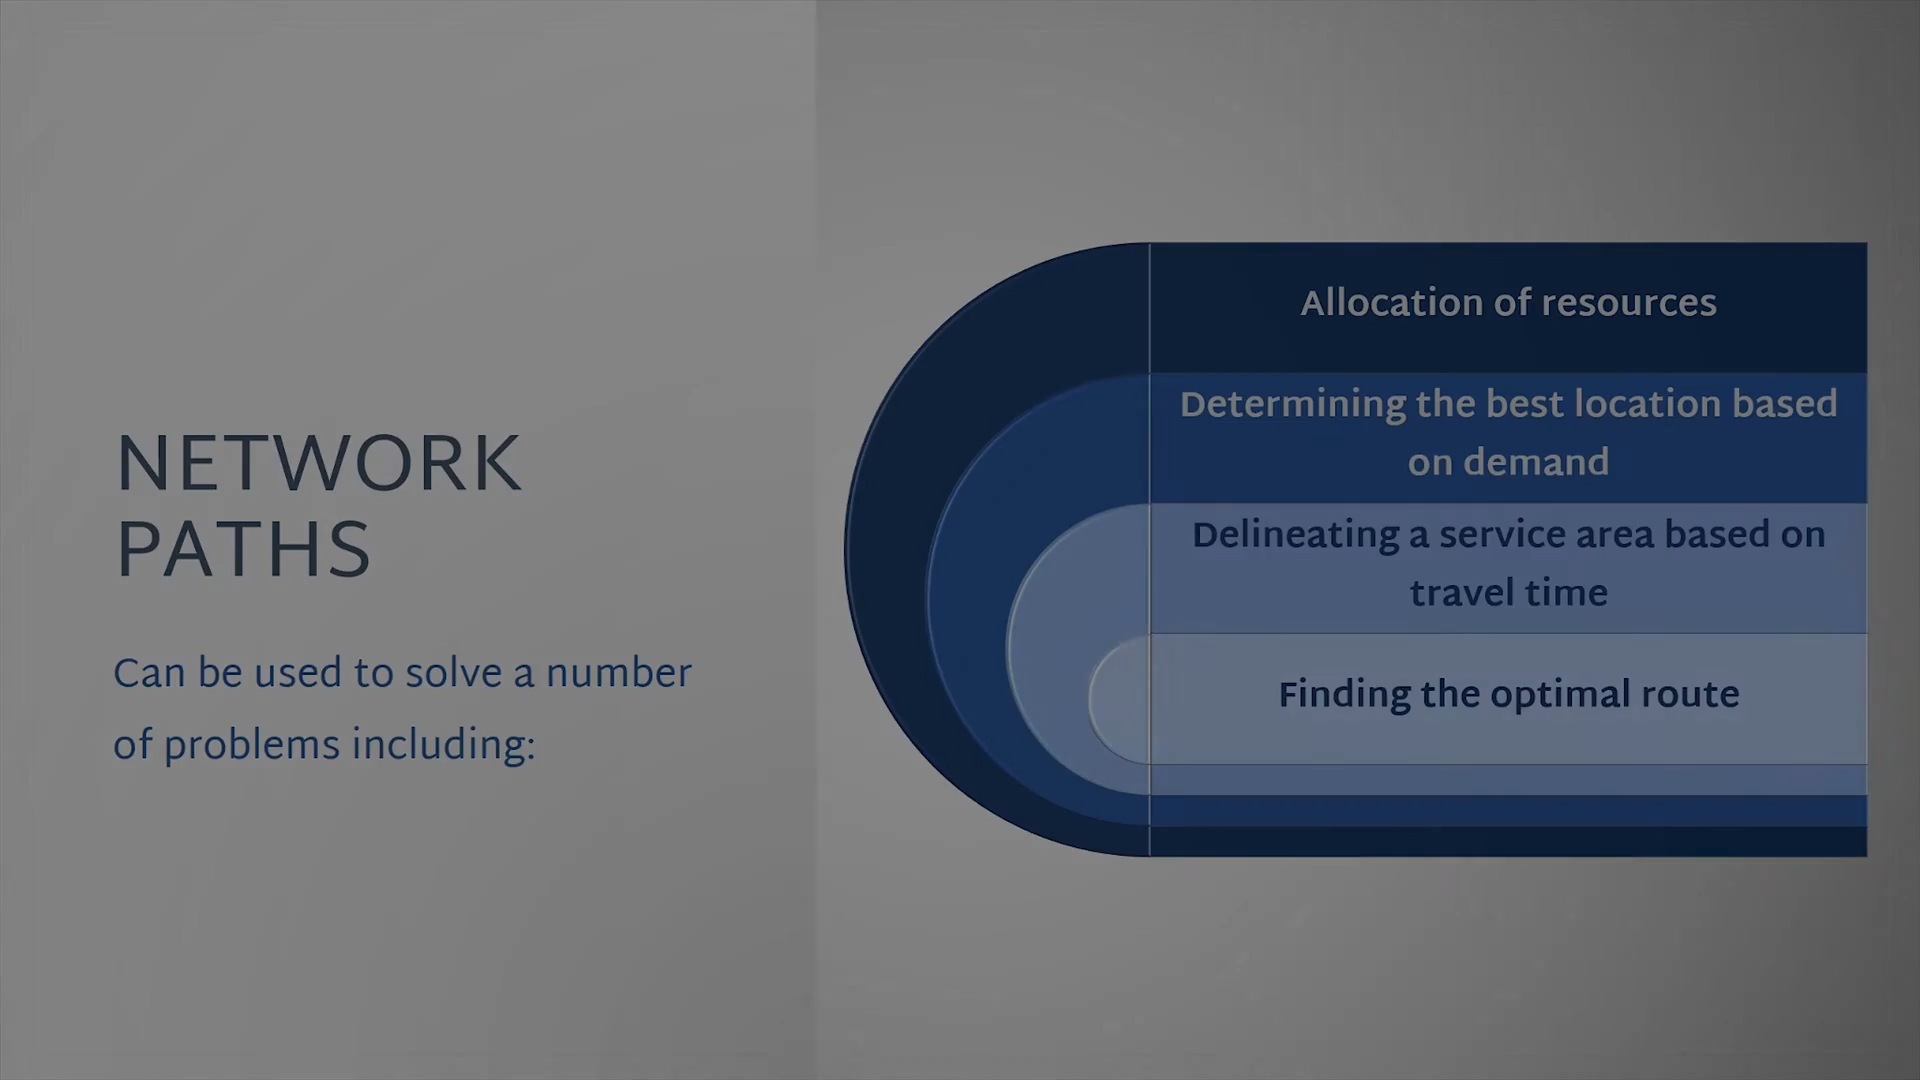 NETWORK
PATHS
Can be used to solve a number
of problems including:
Allocation of resources
Determining the best location based
on demand
Delineating a service area based on
travel time
Finding the optimal route